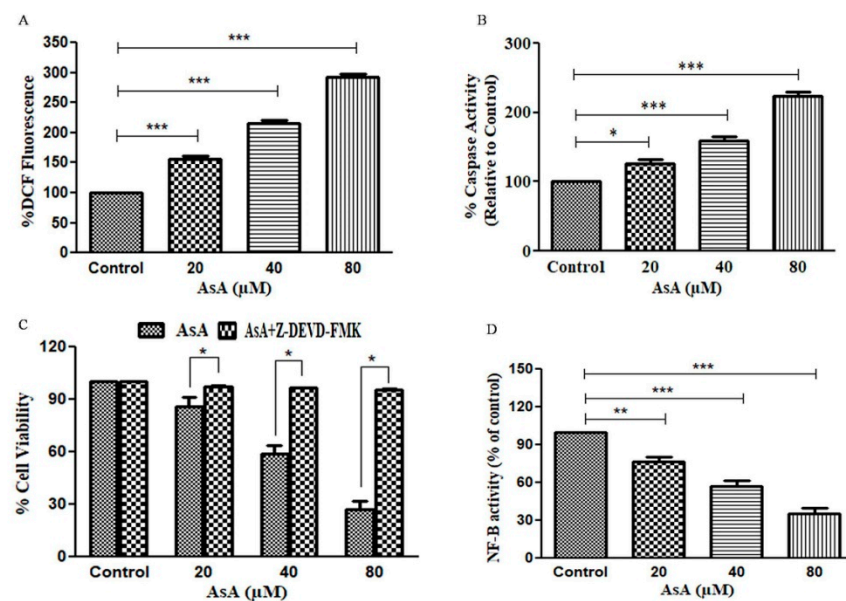 A
%DCF Fluorescence
350
300
250
200
150
100
50
0
***
***
***
Control 20 40 80
AsA (µM)
B
% Caspase Activity
(Relative to Control)
300
200
100
0
***
***
*
Control 20 40 80
AsA (µM)
C
AsA AsA+Z-DEVD-FMK
% Cell Viability
120
90
60
30
0
* * *
Control 20 40 80
AsA (µM)
D
NF-B activity (% of control)
150
120
90
60
30
0
***
***
**
Control 20 40 80
AsA (µM)